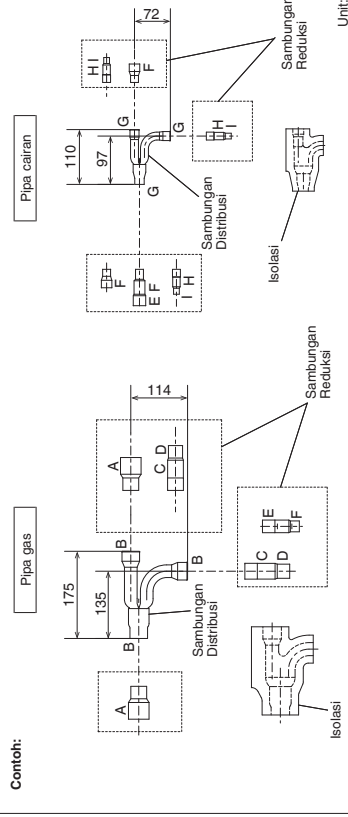 Contoh:
Pipa gas
175
135
114
B
B
B
A
A
C D
C
D
E
F
Sambungan
Distribusi
Sambungan
Reduksi
Isolasi
Pipa cairan
110
97
72
G
G
G
H I
F
F
E F
I H
H
I
Sambungan
Distribusi
Sambungan
Reduksi
Isolasi
Unit: